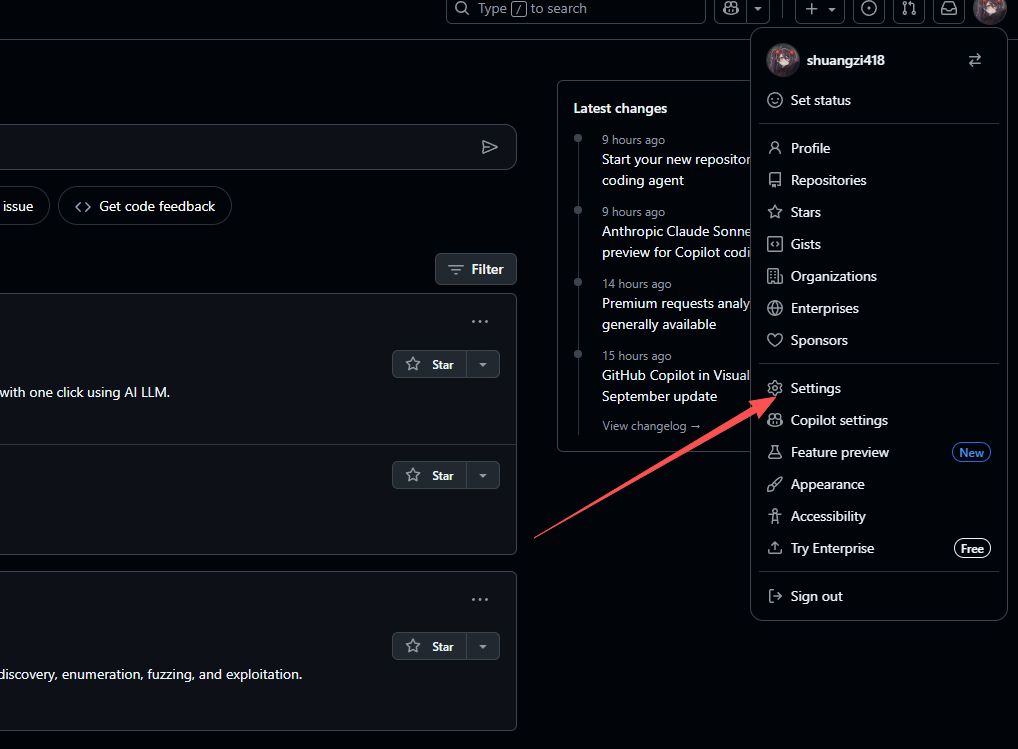 Type / to search
issue
Get code feedback
Filter
Star
with one click using AI LLM.
Star
Star
discovery, enumeration, fuzzing, and exploitation.
Latest changes
9 hours ago
Start your new repositor
coding agent
9 hours ago
Anthropic Claude Sonne
preview for Copilot codi
14 hours ago
Premium requests analy
generally available
15 hours ago
GitHub Copilot in Visual
September update
View changelog →
shuangzi418
Set status
Profile
Repositories
Stars
Gists
Organizations
Enterprises
Sponsors
Settings
Copilot settings
Feature preview New
Appearance
Accessibility
Try Enterprise Free
Sign out